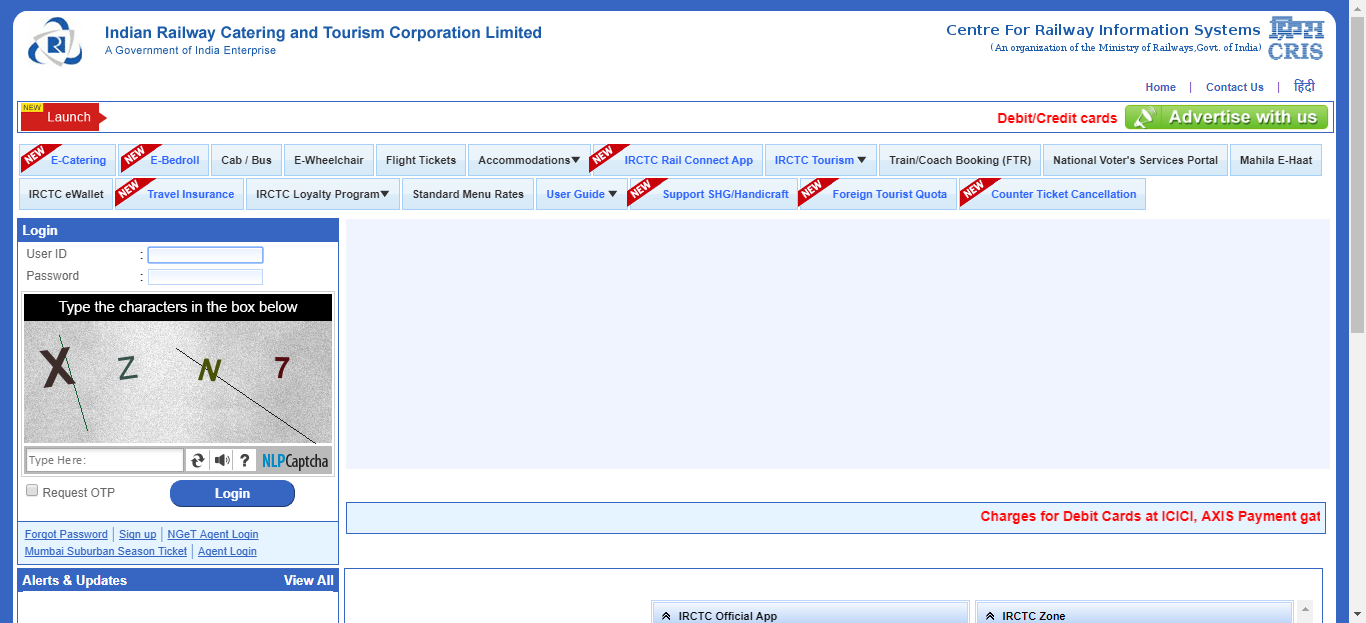 Indian Railway Catering and Tourism Corporation Limited
A Government of India Enterprise
Centre For Railway Information Systems
(An organization of the Ministry of Railways,Govt. of India)
CRIS
Home | Contact Us | हिंदी
NEW
Launch
Debit/Credit cards
Advertise with us
NEW E-Catering NEW E-Bedroll Cab / Bus E-Wheelchair Flight Tickets Accommodations▼ NEW IRCTC Rail Connect App IRCTC Tourism ▼ Train/Coach Booking (FTR) National Voter's Services Portal Mahila E-Haat
IRCTC eWallet NEW Travel Insurance IRCTC Loyalty Program▼ Standard Menu Rates User Guide ▼ NEW Support SHG/Handicraft NEW Foreign Tourist Quota NEW Counter Ticket Cancellation
Login
User ID :
Password :
Type the characters in the box below
X Z N 7
Type Here: ? NLPCaptcha
Request OTP Login
Forgot Password | Sign up | NGeT Agent Login
Mumbai Suburban Season Ticket | Agent Login
Charges for Debit Cards at ICICI, AXIS Payment gat
Alerts & Updates View All
IRCTC Official App
IRCTC Zone